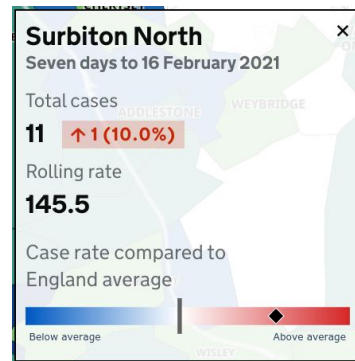 Surbiton North
×
Seven days to 16 February 2021
Total cases
ADDLESTONE
WEYBRIDGE
11 ↑ 1 (10.0%)
Rolling rate
145.5
Case rate compared to
England average
Below average
Above average
WISLEY